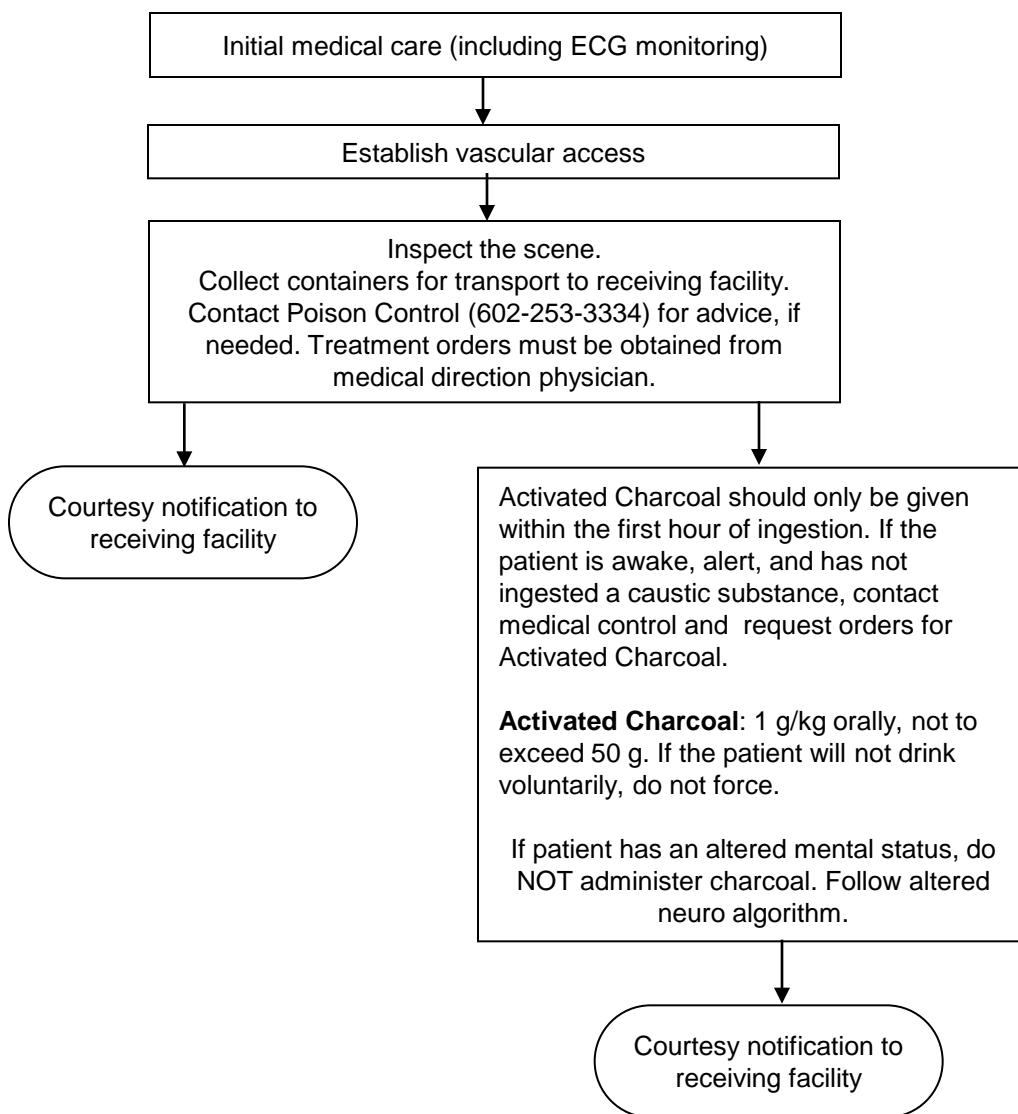 Initial medical care (including ECG monitoring)
Establish vascular access
Inspect the scene.
Collect containers for transport to receiving facility.
Contact Poison Control (602-253-3334) for advice, if
needed. Treatment orders must be obtained from
medical direction physician.
Courtesy notification to
receiving facility
Activated Charcoal should only be given
within the first hour of ingestion. If the
patient is awake, alert, and has not
ingested a caustic substance, contact
medical control and  request orders for
Activated Charcoal.
Activated Charcoal: 1 g/kg orally, not to
exceed 50 g. If the patient will not drink
voluntarily, do not force.
If patient has an altered mental status, do
NOT administer charcoal. Follow altered
neuro algorithm.
Courtesy notification to
receiving facility